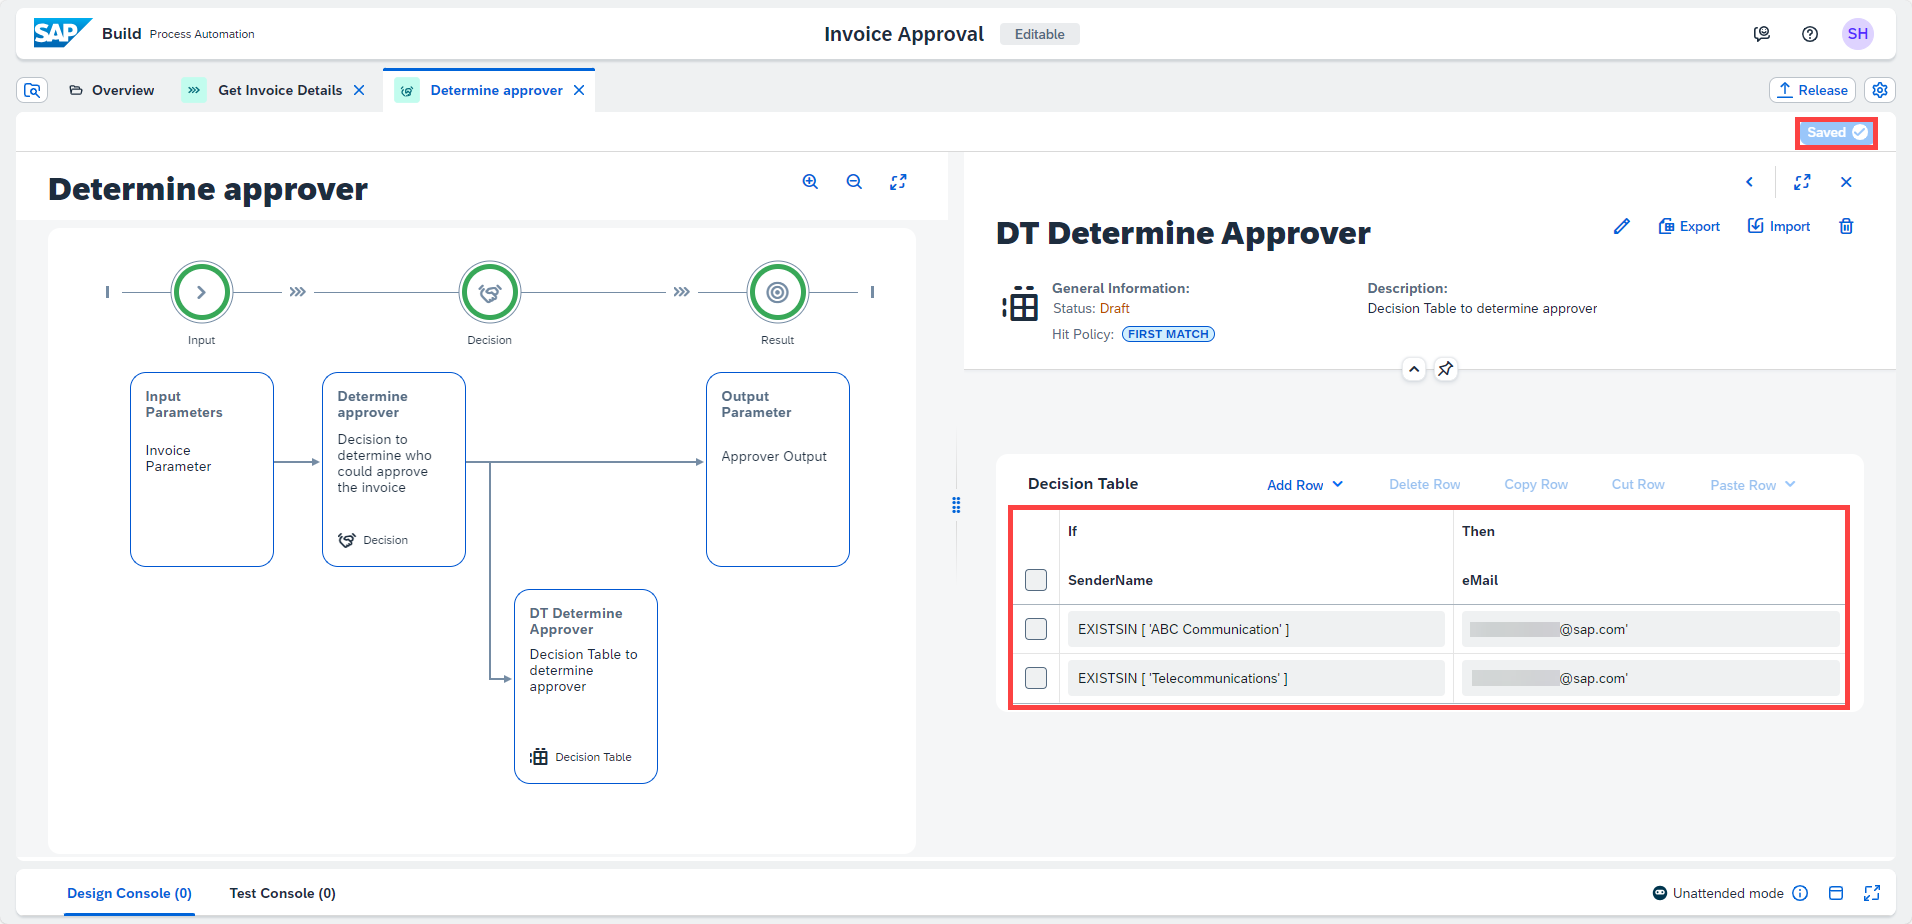 SAP Build Process Automation
Invoice Approval Editable
SH
Overview
Get Invoice Details
Determine approver
Release
Saved
Determine approver
Input
Decision
Result
Input
Parameters
Invoice
Parameter
Determine
approver
Decision to
determine who
could approve
the invoice
Decision
Output
Parameter
Approver Output
DT Determine
Approver
Decision Table to
determine
approver
Decision Table
DT Determine Approver
Export
Import
General Information:
Status: Draft
Hit Policy: FIRST MATCH
Description:
Decision Table to determine approver
Decision Table
Add Row
Delete Row
Copy Row
Cut Row
Paste Row
If
Then
SenderName
eMail
EXISTSIN [ 'ABC Communication' ]
@sap.com'
EXISTSIN [ 'Telecommunications' ]
@sap.com'
Design Console (0)
Test Console (0)
Unattended mode